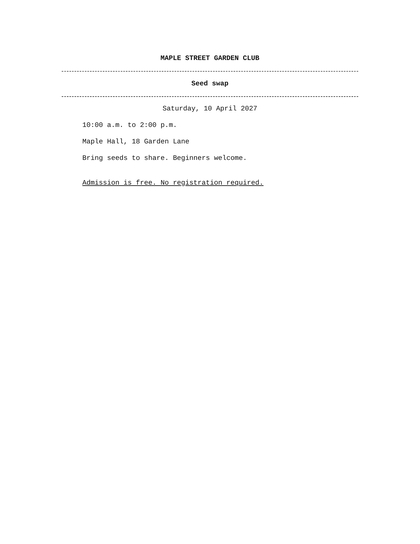 MAPLE STREET GARDEN CLUB
Seed swap
Saturday, 10 April 2027
10:00 a.m. to 2:00 p.m.
Maple Hall, 18 Garden Lane
Bring seeds to share. Beginners welcome.
Admission is free. No registration required.